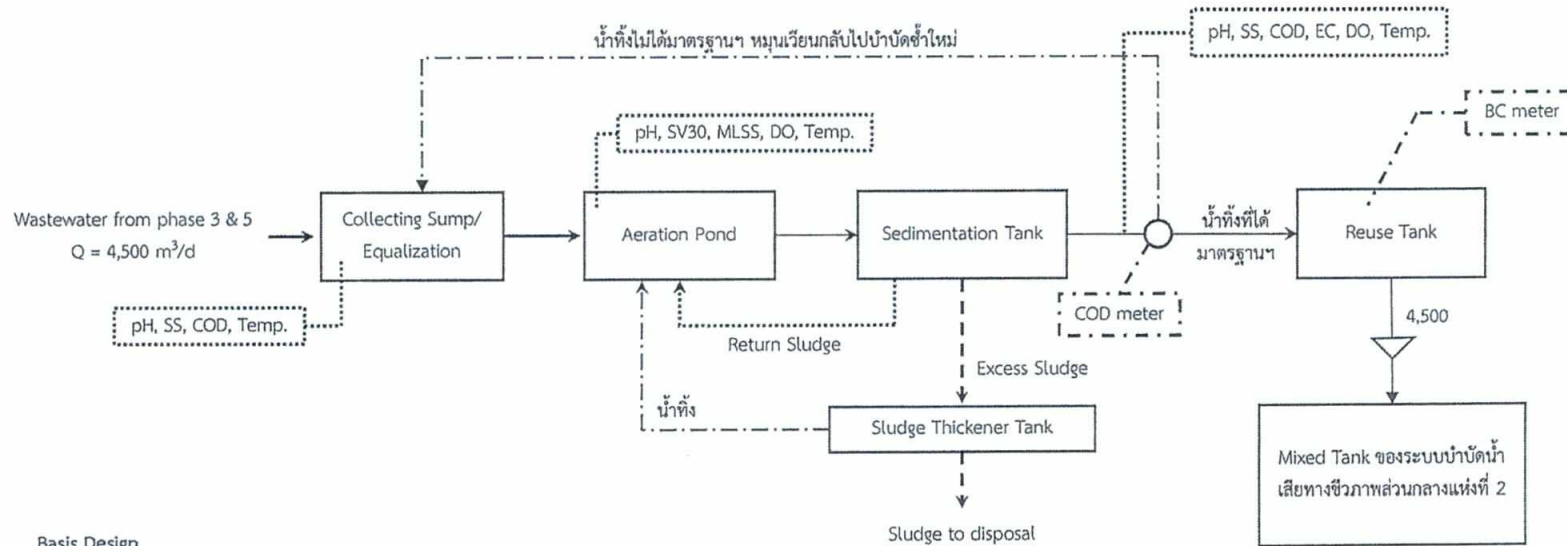 น้ำทิ้งไม่ได้มาตรฐานฯ หมุนเวียนกลับไปบำบัดซ้ำใหม่
pH, SS, COD, EC, DO, Temp.
BC meter
pH, SV30, MLSS, DO, Temp.
Wastewater from phase 3 & 5
Q = 4,500 m³/d
Collecting Sump/
Equalization
Aeration Pond
Sedimentation Tank
น้ำทิ้งที่ได้
มาตรฐานฯ
Reuse Tank
pH, SS, COD, Temp.
COD meter
4,500
Return Sludge
Excess Sludge
น้ำทิ้ง
Sludge Thickener Tank
Mixed Tank ของระบบบำบัดน้ำ
เสียทางชีวภาพส่วนกลางแห่งที่ 2
Sludge to disposal
Basis Design